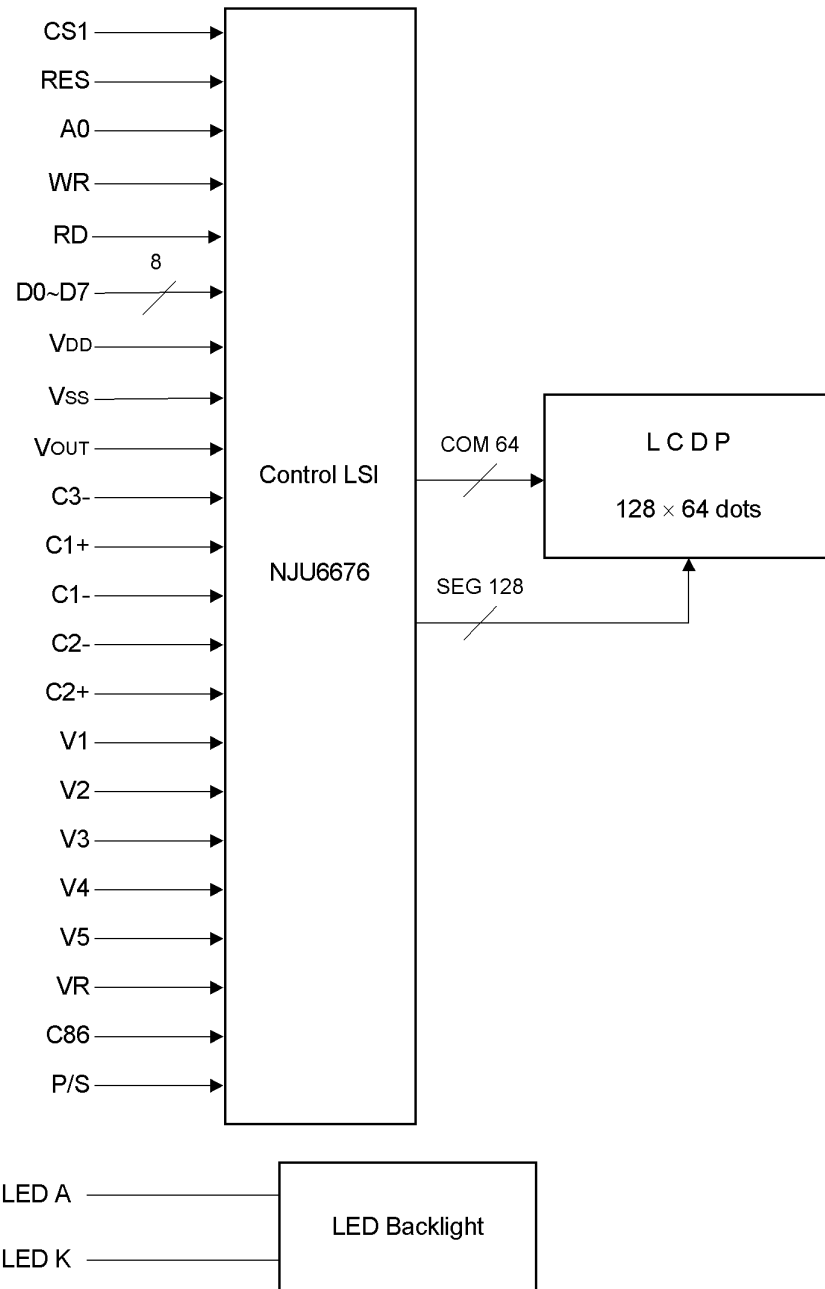 CS1
RES
A0
WR
RD
8
D0~D7
VDD
VSS
VOUT
C3-
C1+
C1-
C2-
C2+
V1
V2
V3
V4
V5
VR
C86
P/S
Control LSI
NJU6676
COM 64
SEG 128
L C D P
128 × 64 dots
LED A
LED K
LED Backlight